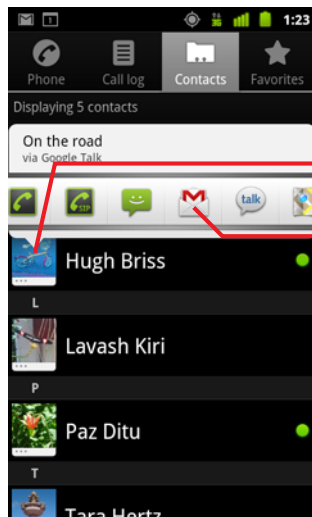 1:23
3G
Phone Call log Contacts Favorites
Displaying 5 contacts
On the road
via Google Talk
SIP talk
Hugh Briss
L
Lavash Kiri
P
Paz Ditu
T
Tara Hertz